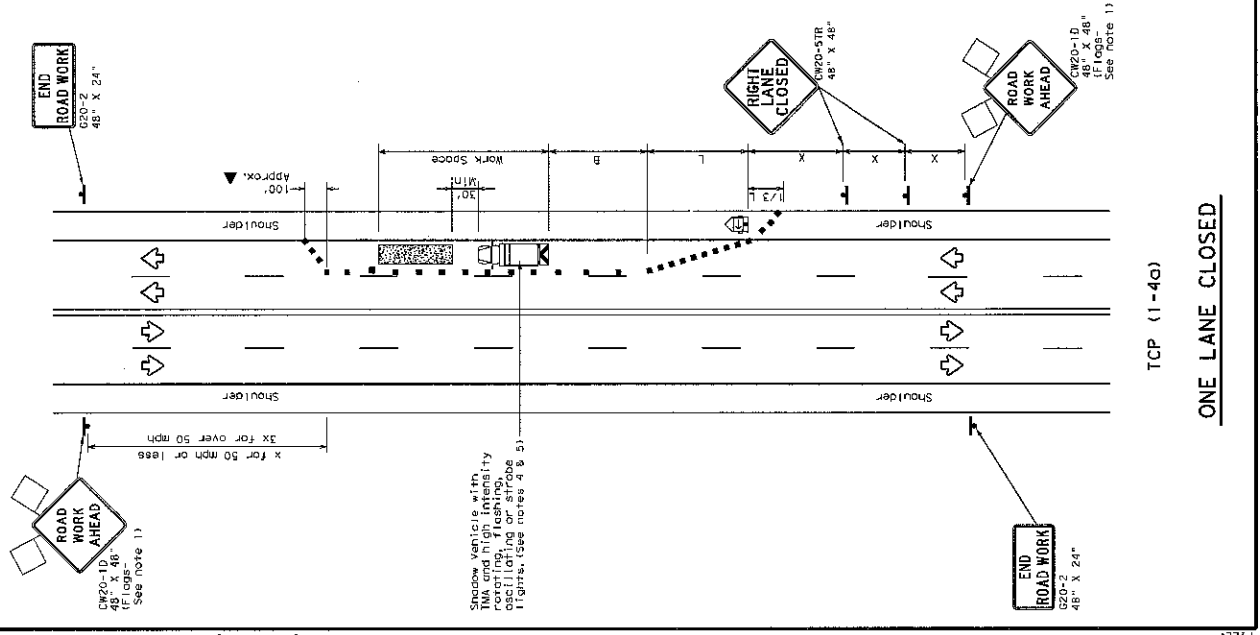 END
ROAD WORK
G20-2
48" X 24"
100'
Approx.
Work Space
30'
Min
B
L
X
X
X
1/3 L
Shoulder
Shoulder
Shoulder
Shoulder
RIGHT
LANE
CLOSED
CW20-5TR
48" X 48"
ROAD
WORK
AHEAD
CW20-1D
48" X 48"
(Flags-
See note 1)
x for 50 mph or less
3x for over 50 mph
ROAD
WORK
AHEAD
CW20-1D
48" X 48"
(Flags-
See note 1)
Shadow Vehicle with
TMA and high intensity
rotating, flashing,
oscillating or strobe
lights. (See notes 4 & 5)
END
ROAD WORK
G20-2
48" X 24"
TCP (1-4a)
ONE LANE CLOSED